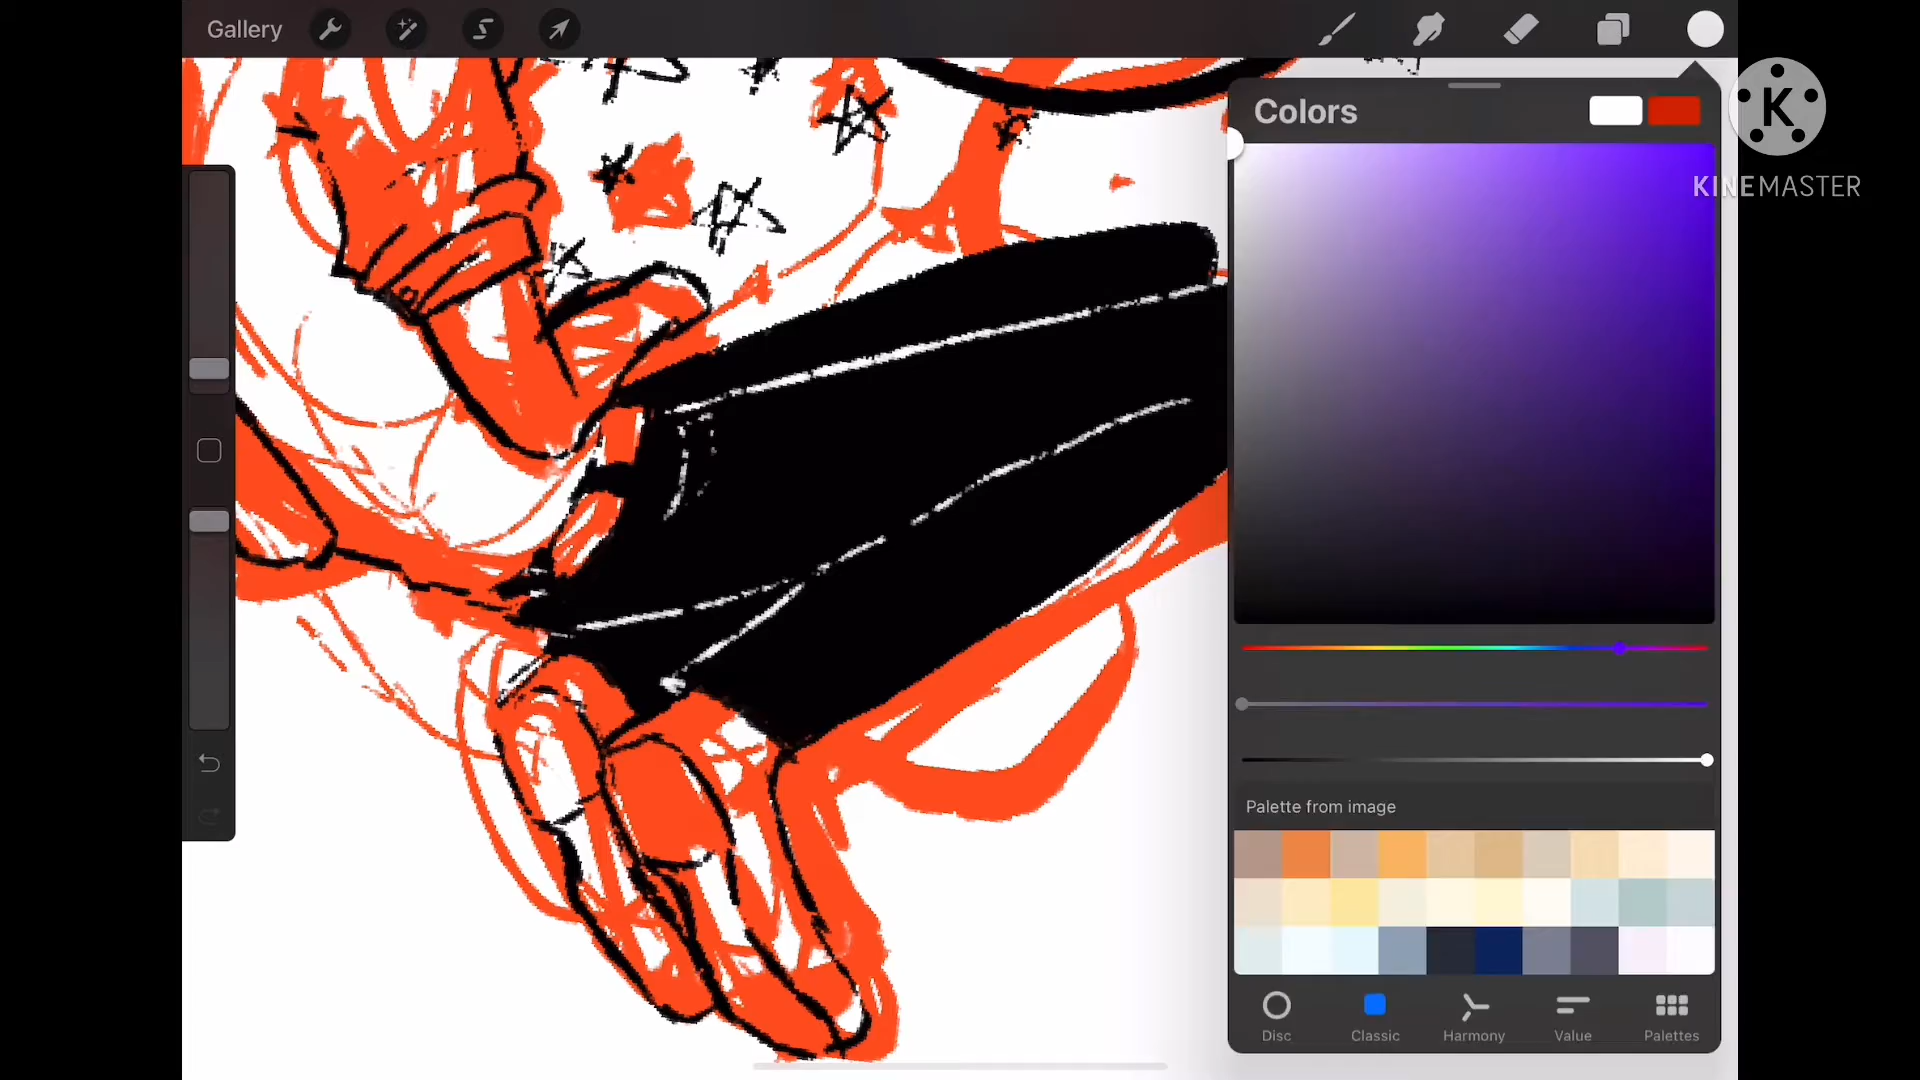 Gallery
Colors
K
KINEMASTER
Palette from image
Disc
Classic
Harmony
Value
Palettes